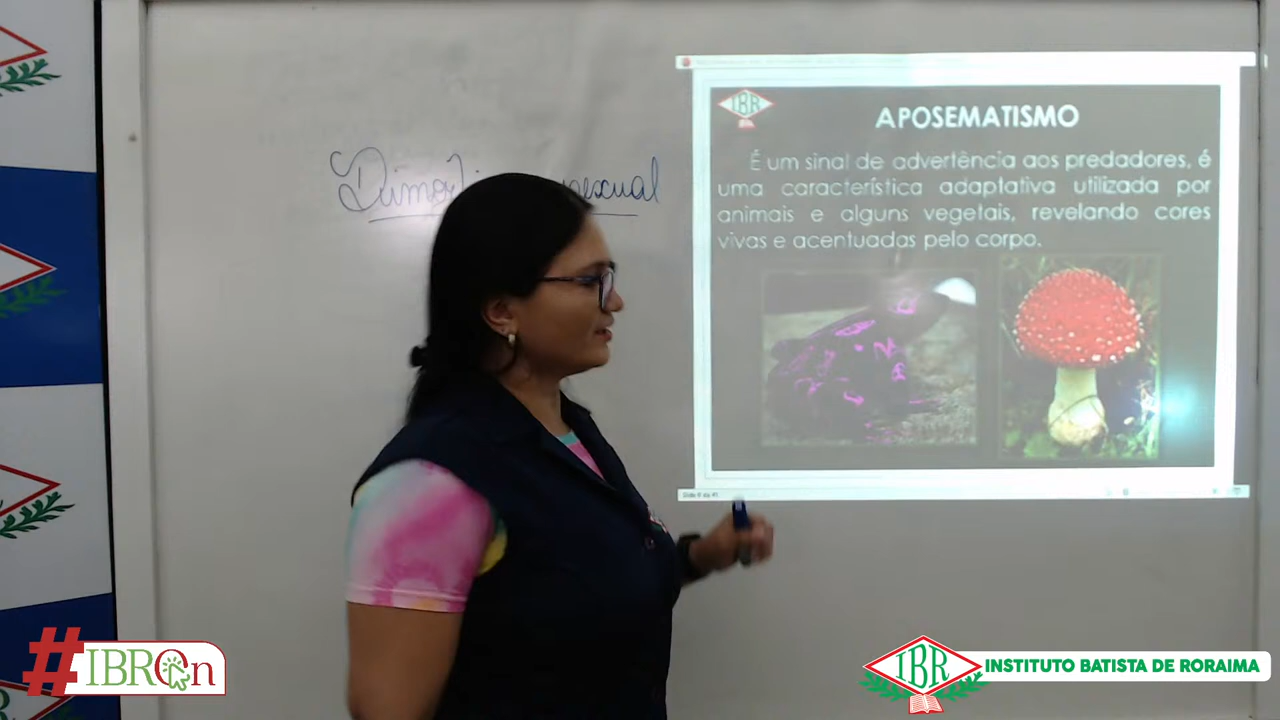 IBR
APOSEMATISMO
É um sinal de advertência aos predadores, é
uma característica adaptativa utilizada por
animais e alguns vegetais, revelando cores
vivas e acentuadas pelo corpo.
#IBROn
IBR
INSTITUTO BATISTA DE RORAIMA